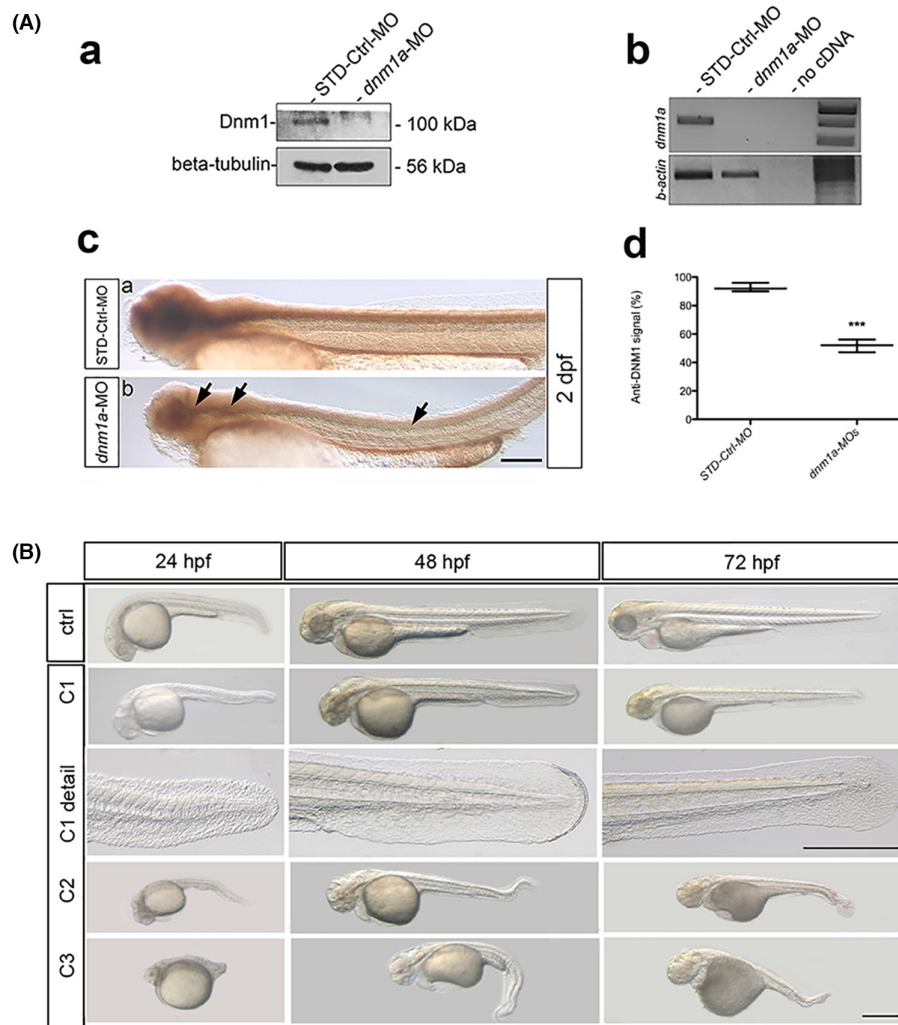 (A)
a
- STD-Ctrl-MO
- dnm1a-MO
Dnm1-
- 100 kDa
beta-tubulin-
- 56 kDa
b
- STD-Ctrl-MO
- dnm1a-MO
- no cDNA
dnm1a
b-actin
c
STD-Ctrl-MO
a
dnm1a-MO
b
2 dpf
d
Anti-DNM1 signal (%)
100
80
60
40
20
0
***
STD-Ctrl-MO
dnm1a-MOs
(B)
24 hpf
48 hpf
72 hpf
ctrl
C1
C1 detail
C2
C3